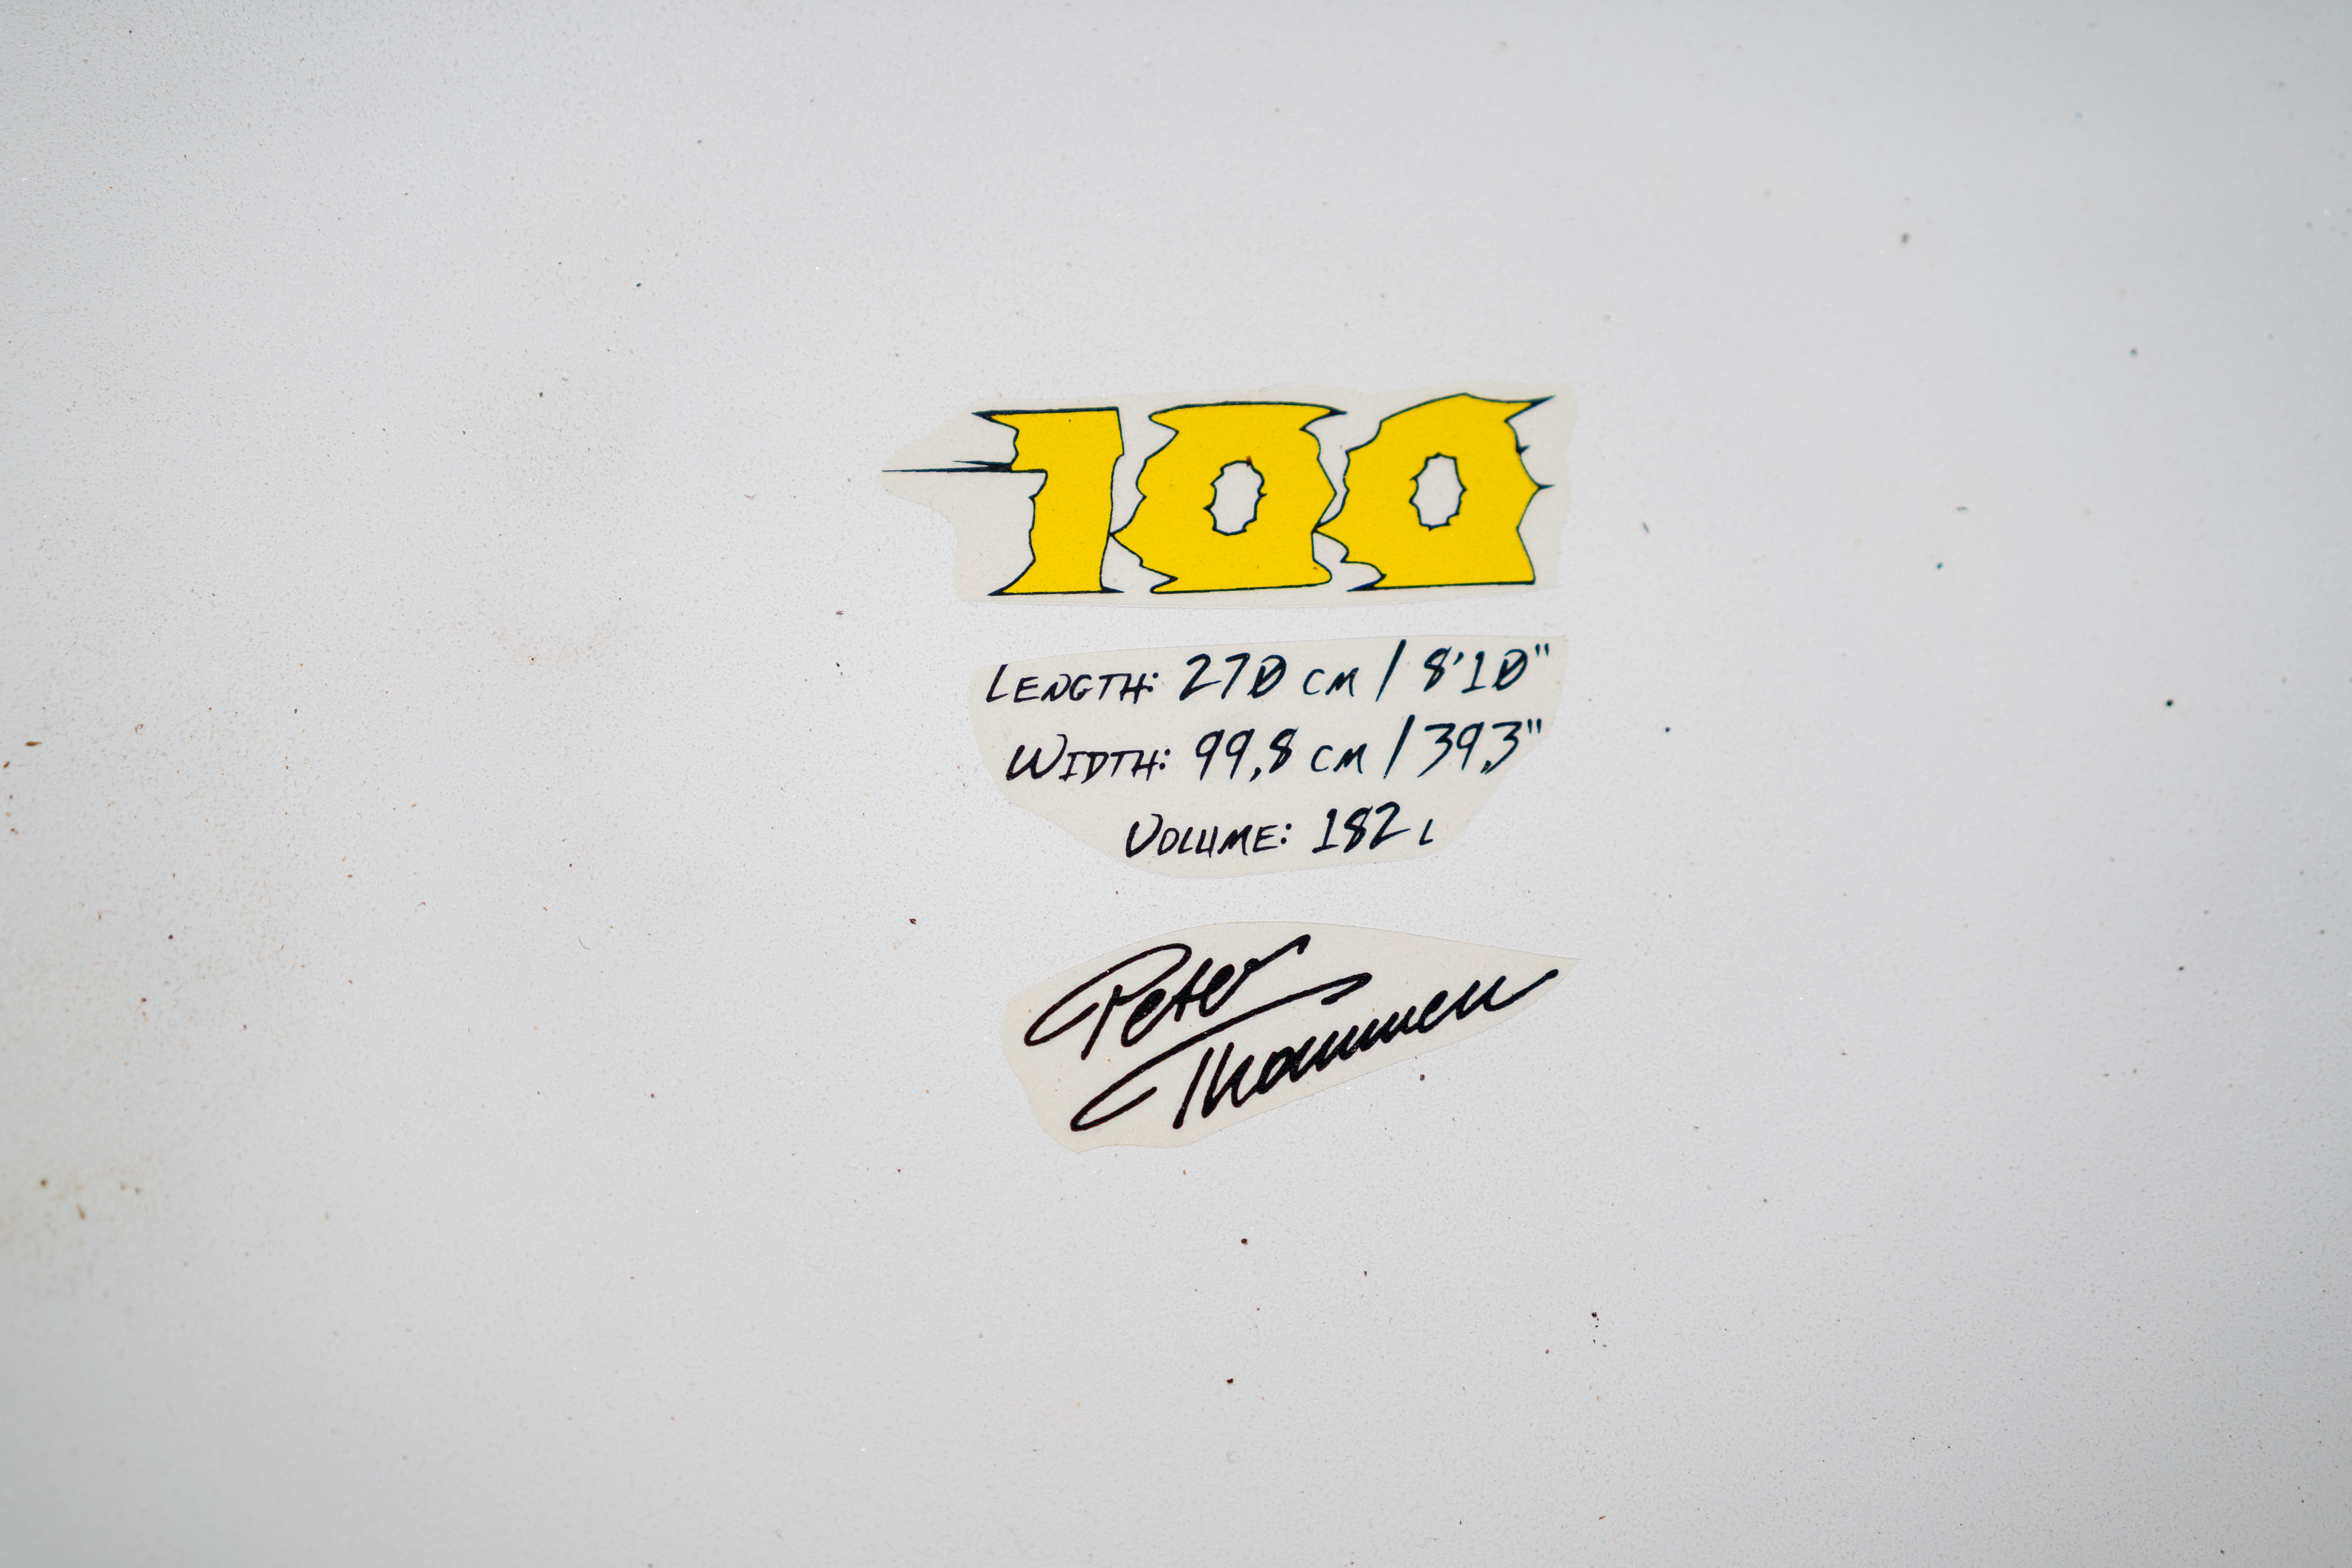 100
LENGTH: 270 CM / 8'10"
WIDTH: 99,8 CM / 39,3"
VOLUME: 182 L
Peter
Thommen